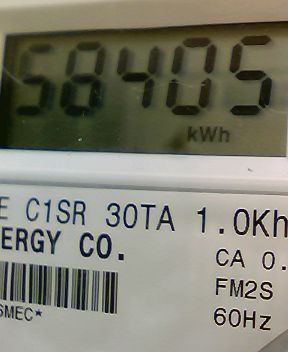 58405
kWh
E C1SR 30TA 1.0Kh
ERGY CO.
CA 0.
FM2S
SMEC*
60Hz